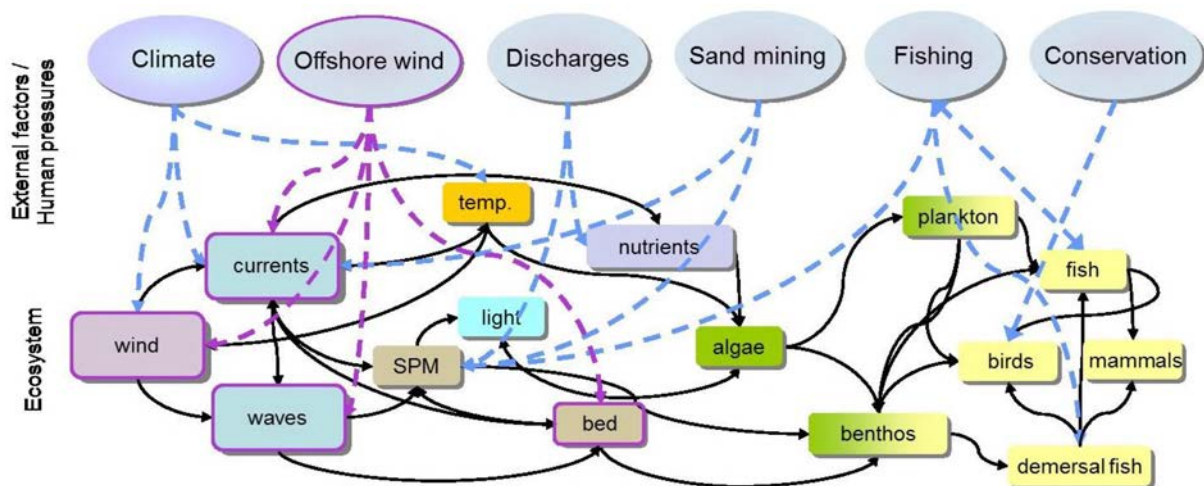 External factors /
Human pressures
Climate
Offshore wind
Discharges
Sand mining
Fishing
Conservation
Ecosystem
temp.
plankton
nutrients
currents
fish
light
wind
algae
SPM
birds
mammals
waves
bed
benthos
demersal fish